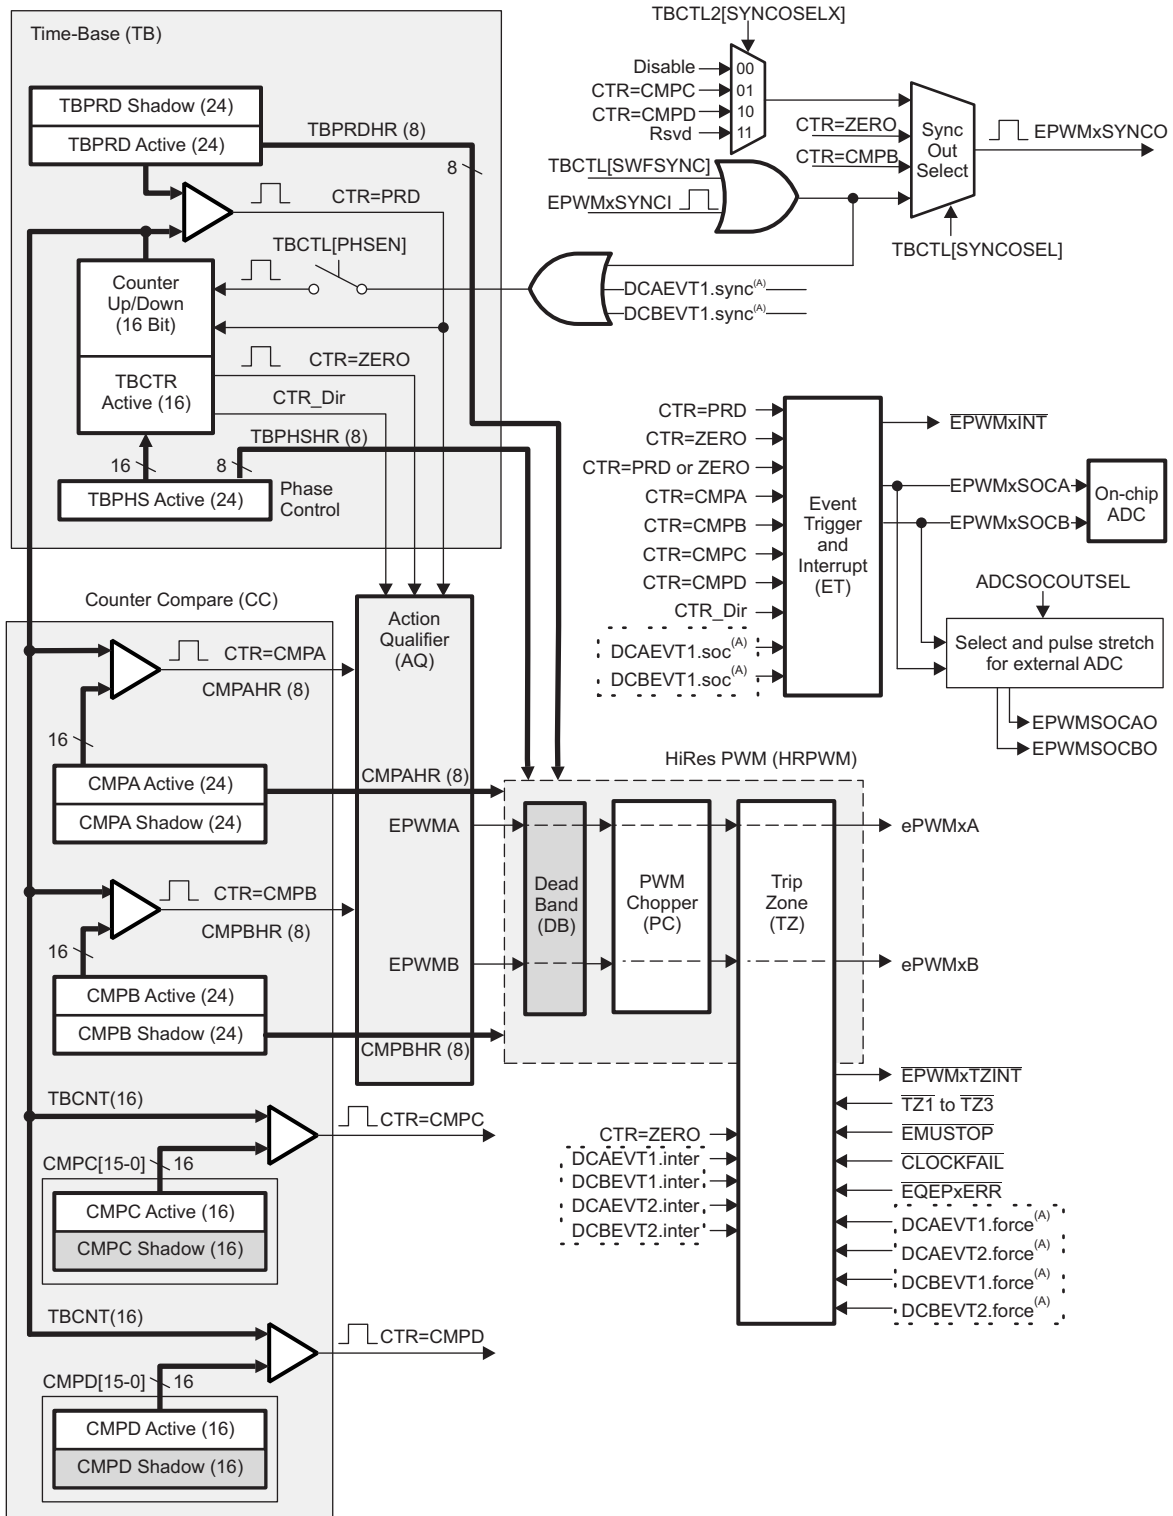 TBCTL2[SYNCOSELX]
Time-Base (TB)
Disable
00
CTR=CMPC
01
CTR=CMPD
10
Rsvd
11
TBPRD Shadow (24)
TBPRD Active (24)
TBPRDHR (8)
8
CTR=ZERO
CTR=CMPB
Sync
Out
Select
EPWMxSYNCO
TBCTL[SWFSYNC]
EPWMxSYNCI
TBCTL[SYNCOSEL]
CTR=PRD
TBCTL[PHSEN]
Counter
Up/Down
(16 Bit)
DCAEVT1.sync(A)
DCBEVT1.sync(A)
CTR=ZERO
TBCTR
Active (16)
CTR_Dir
TBPHSHR (8)
16
8
TBPHS Active (24)
Phase
Control
CTR=PRD
CTR=ZERO
CTR=PRD or ZERO
CTR=CMPA
CTR=CMPB
CTR=CMPC
CTR=CMPD
CTR_Dir
DCAEVT1.soc(A)
DCBEVT1.soc(A)
Event
Trigger
and
Interrupt
(ET)
EPWMxINT
EPWMxSOCA
EPWMxSOCB
On-chip
ADC
ADCSOCOUTSEL
Select and pulse stretch
for external ADC
EPWMSOCAO
EPWMSOCBO
Counter Compare (CC)
Action
Qualifier
(AQ)
CTR=CMPA
CMPAHR (8)
16
CMPA Active (24)
CMPA Shadow (24)
CMPAHR (8)
HiRes PWM (HRPWM)
EPWMA
ePWMxA
CTR=CMPB
CMPBHR (8)
16
Dead
Band
(DB)
PWM
Chopper
(PC)
Trip
Zone
(TZ)
EPWMB
ePWMxB
CMPB Active (24)
CMPB Shadow (24)
CMPBHR (8)
TBCNT(16)
CTR=CMPC
CMPC[15-0]
16
CMPC Active (16)
CMPC Shadow (16)
EPWMxTZINT
TZ1 to TZ3
EMUSTOP
CLOCKFAIL
EQEPxERR
DCAEVT1.force(A)
DCAEVT2.force(A)
DCBEVT1.force(A)
DCBEVT2.force(A)
CTR=ZERO
DCAEVT1.inter
DCBEVT1.inter
DCAEVT2.inter
DCBEVT2.inter
TBCNT(16)
CTR=CMPD
CMPD[15-0]
16
CMPD Active (16)
CMPD Shadow (16)